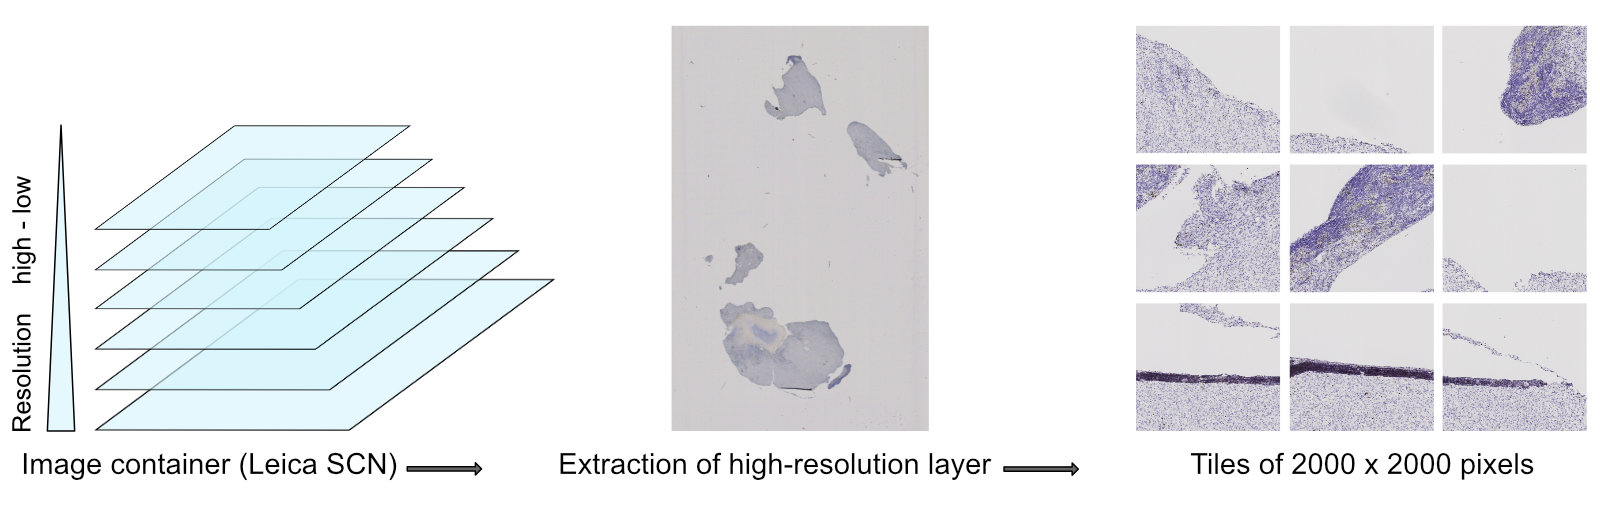 Resolution high - low
Image container (Leica SCN)
Extraction of high-resolution layer
Tiles of 2000 x 2000 pixels